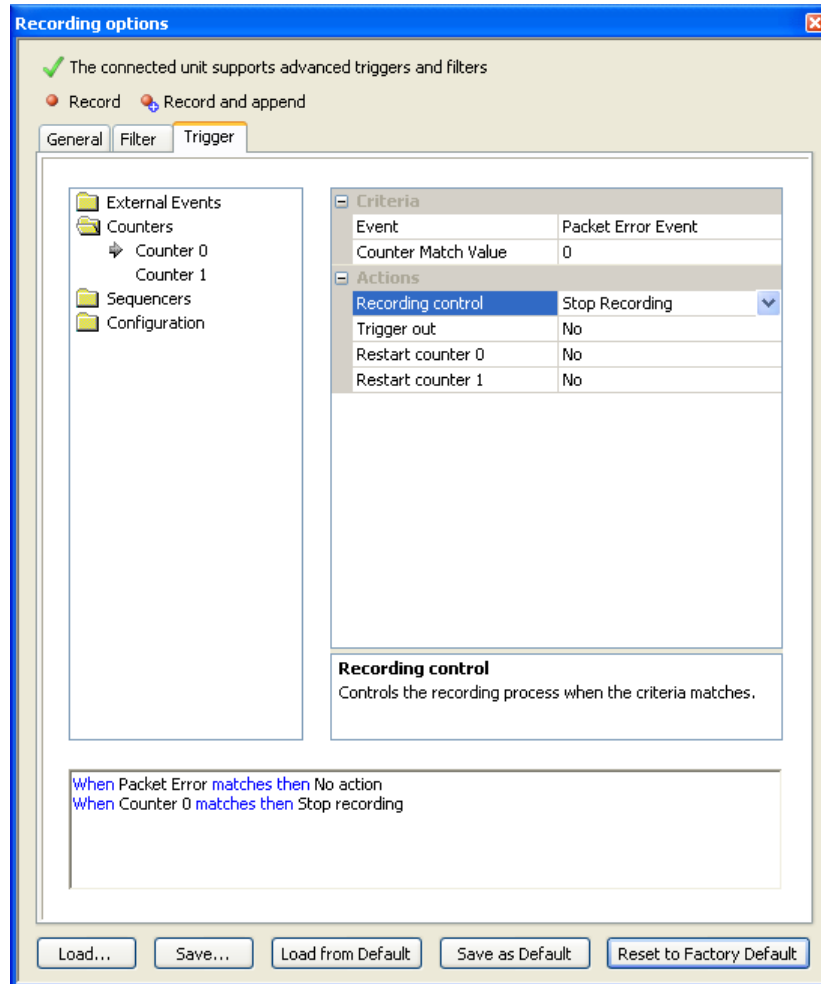 Recording options
The connected unit supports advanced triggers and filters
Record Record and append
General Filter Trigger
External Events
Counters
Counter 0
Counter 1
Sequencers
Configuration
Criteria
Event Packet Error Event
Counter Match Value 0
Actions
Recording control Stop Recording
Trigger out No
Restart counter 0 No
Restart counter 1 No
Recording control
Controls the recording process when the criteria matches.
When Packet Error matches then No action
When Counter 0 matches then Stop recording
Load... Save... Load from Default Save as Default Reset to Factory Default